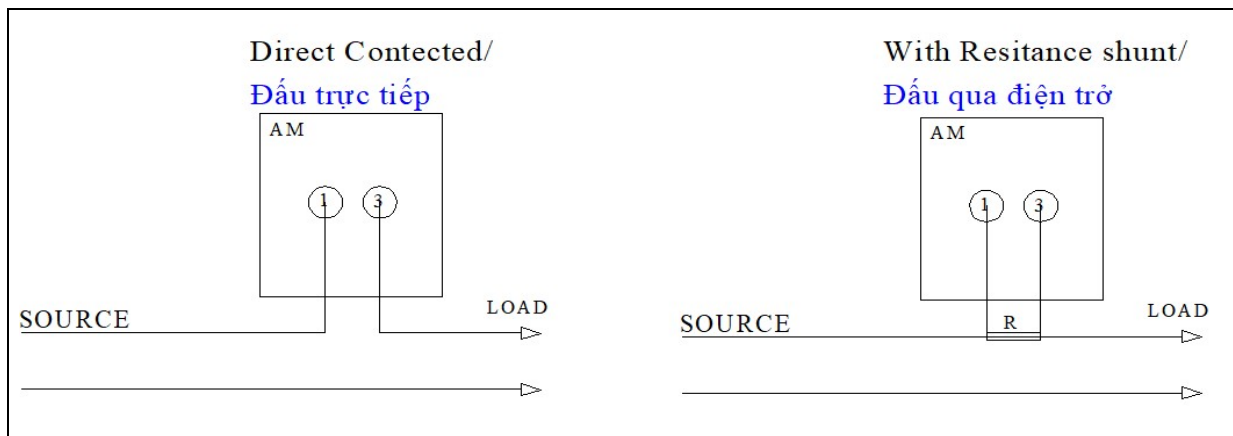 Direct Contected/
Đấu trực tiếp
AM
1 3
SOURCE
LOAD
With Resitance shunt/
Đấu qua điện trở
AM
1 3
SOURCE
R
LOAD